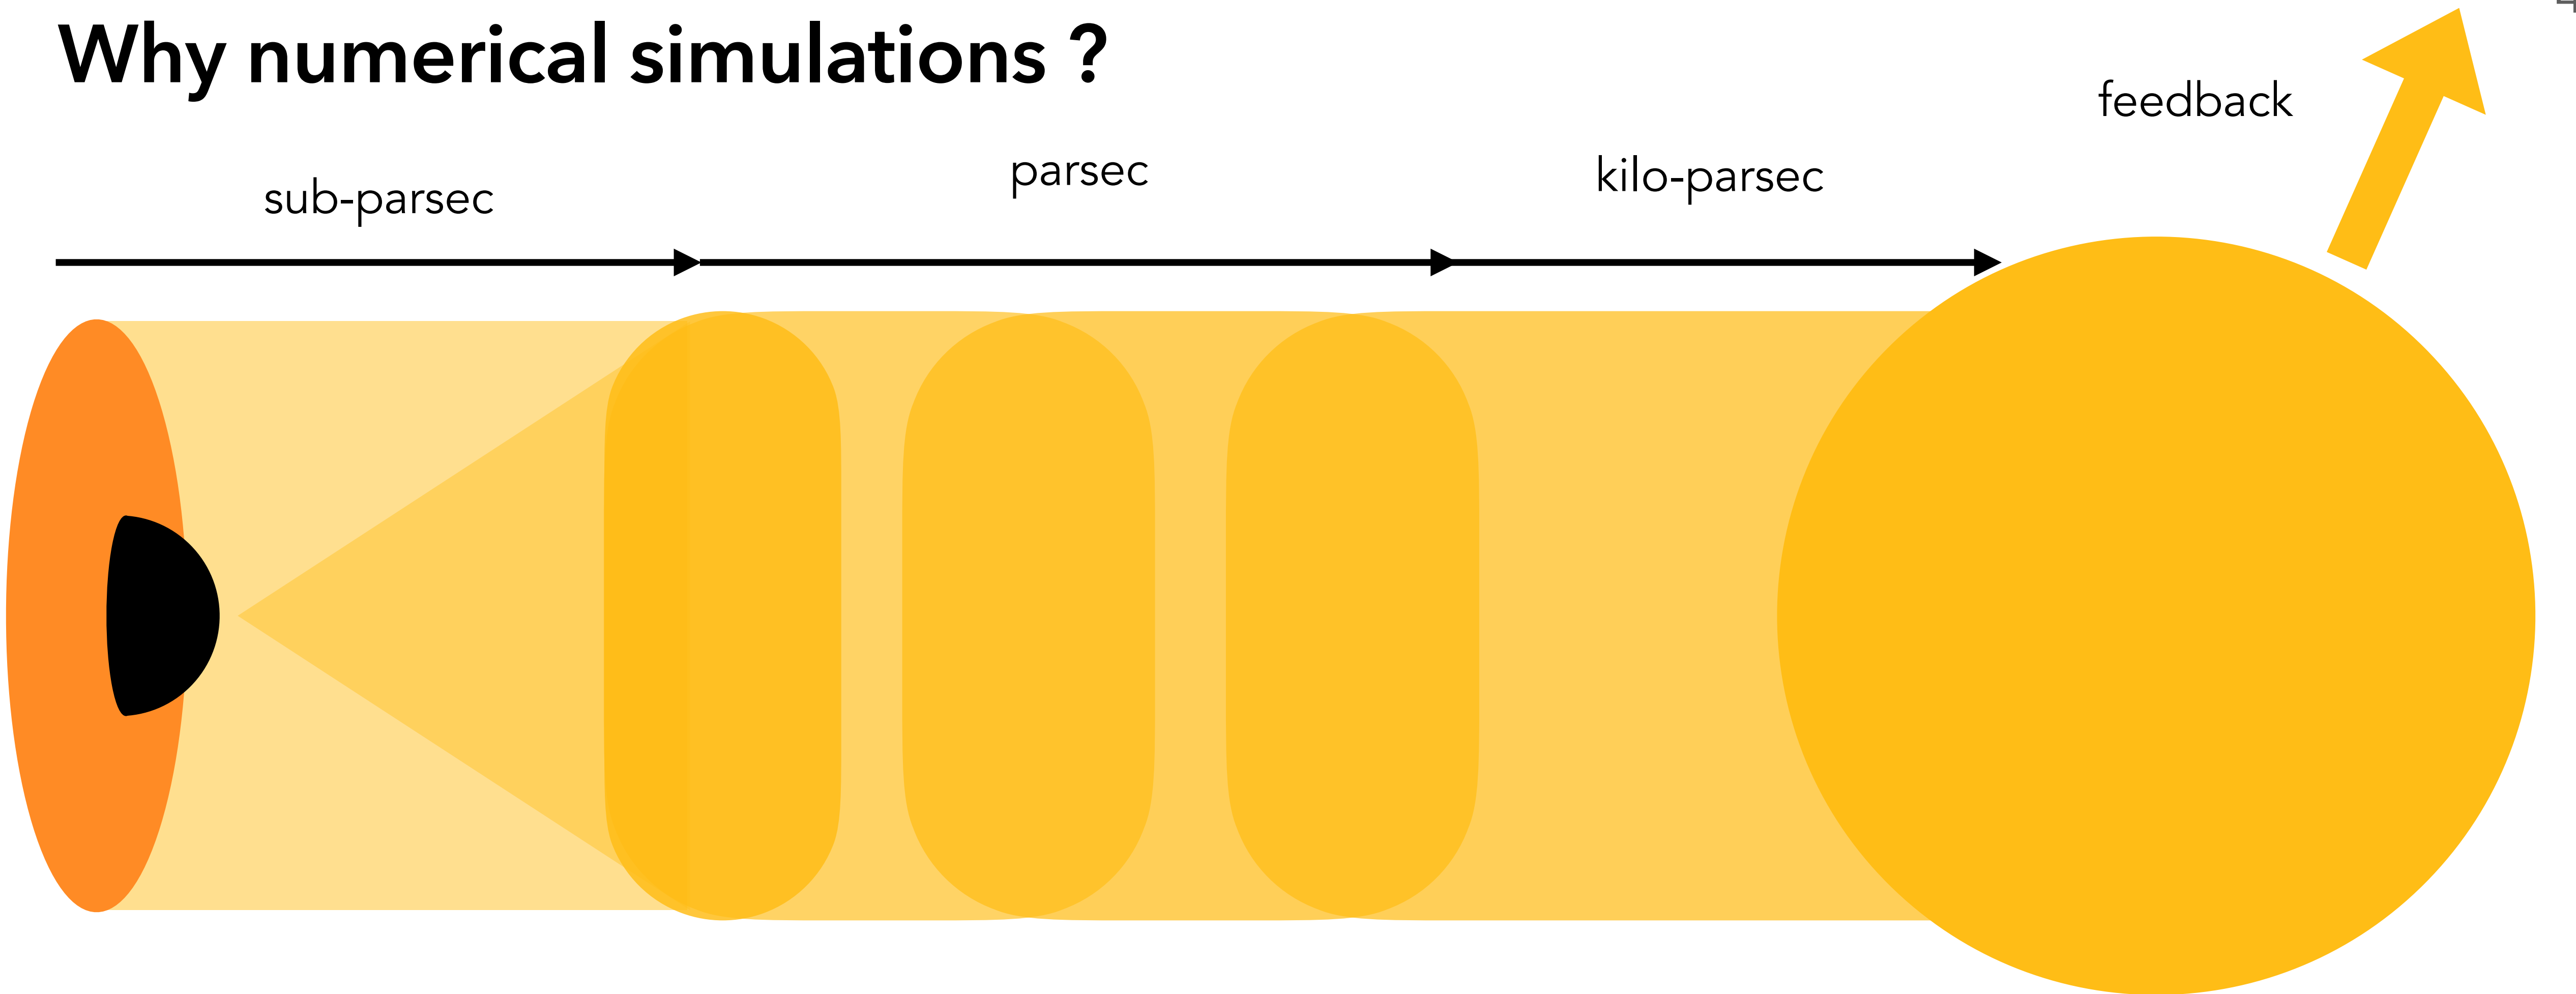 Why numerical simulations ?
feedback
sub-parsec
parsec
kilo-parsec